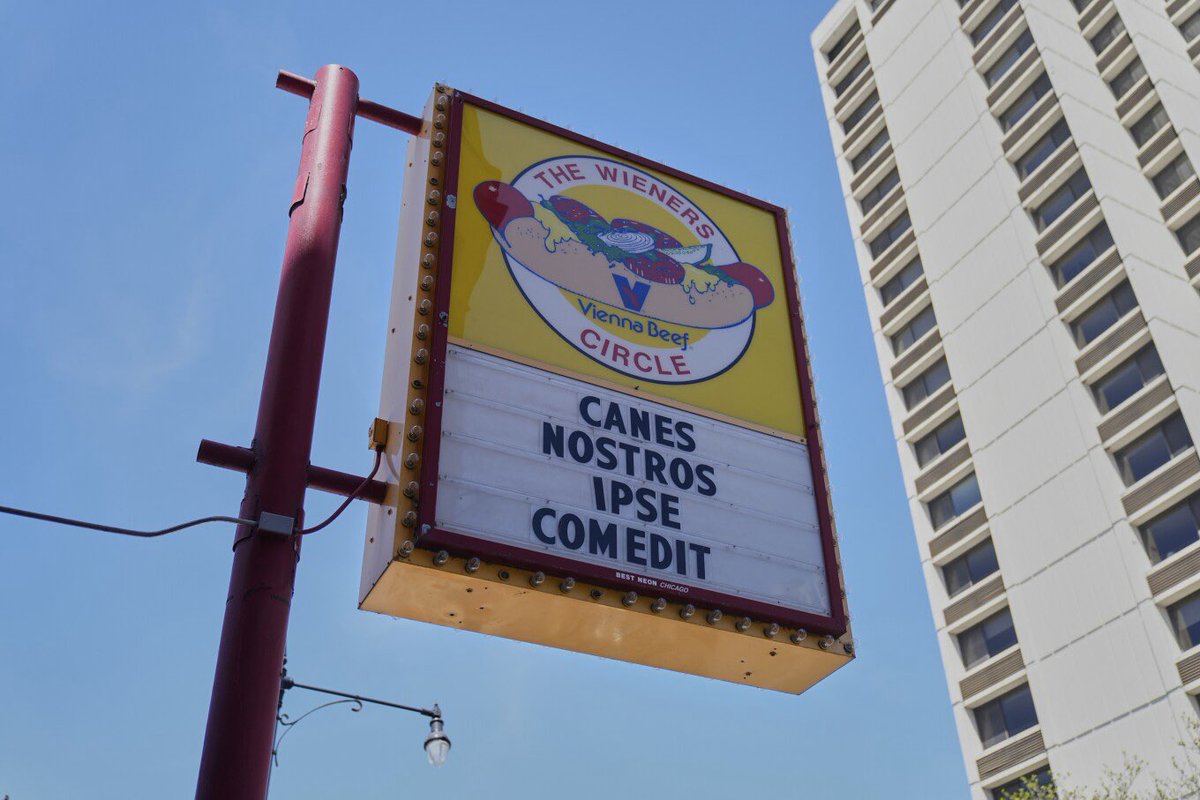 THE WIENERS
Vienna Beef
CIRCLE
CANES
NOSTROS
IPSE
COMEDIT
BEST NEON CHICAGO